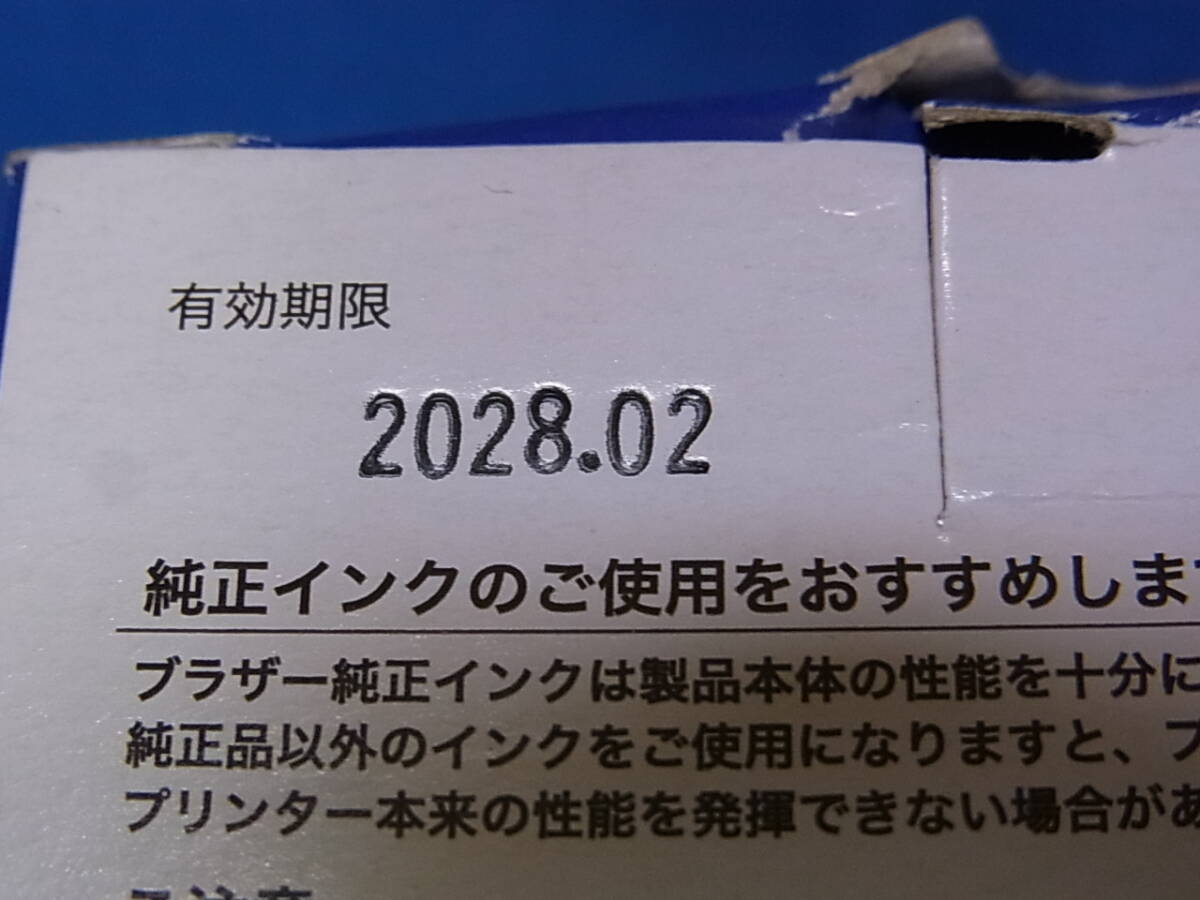 有効期限
2028.02
純正インクのご使用をおすすめしま
ブラザー純正インクは製品本体の性能を十分に
純正品以外のインクをご使用になりますと、
プリンター本来の性能を発揮できない場合があ
ご注意